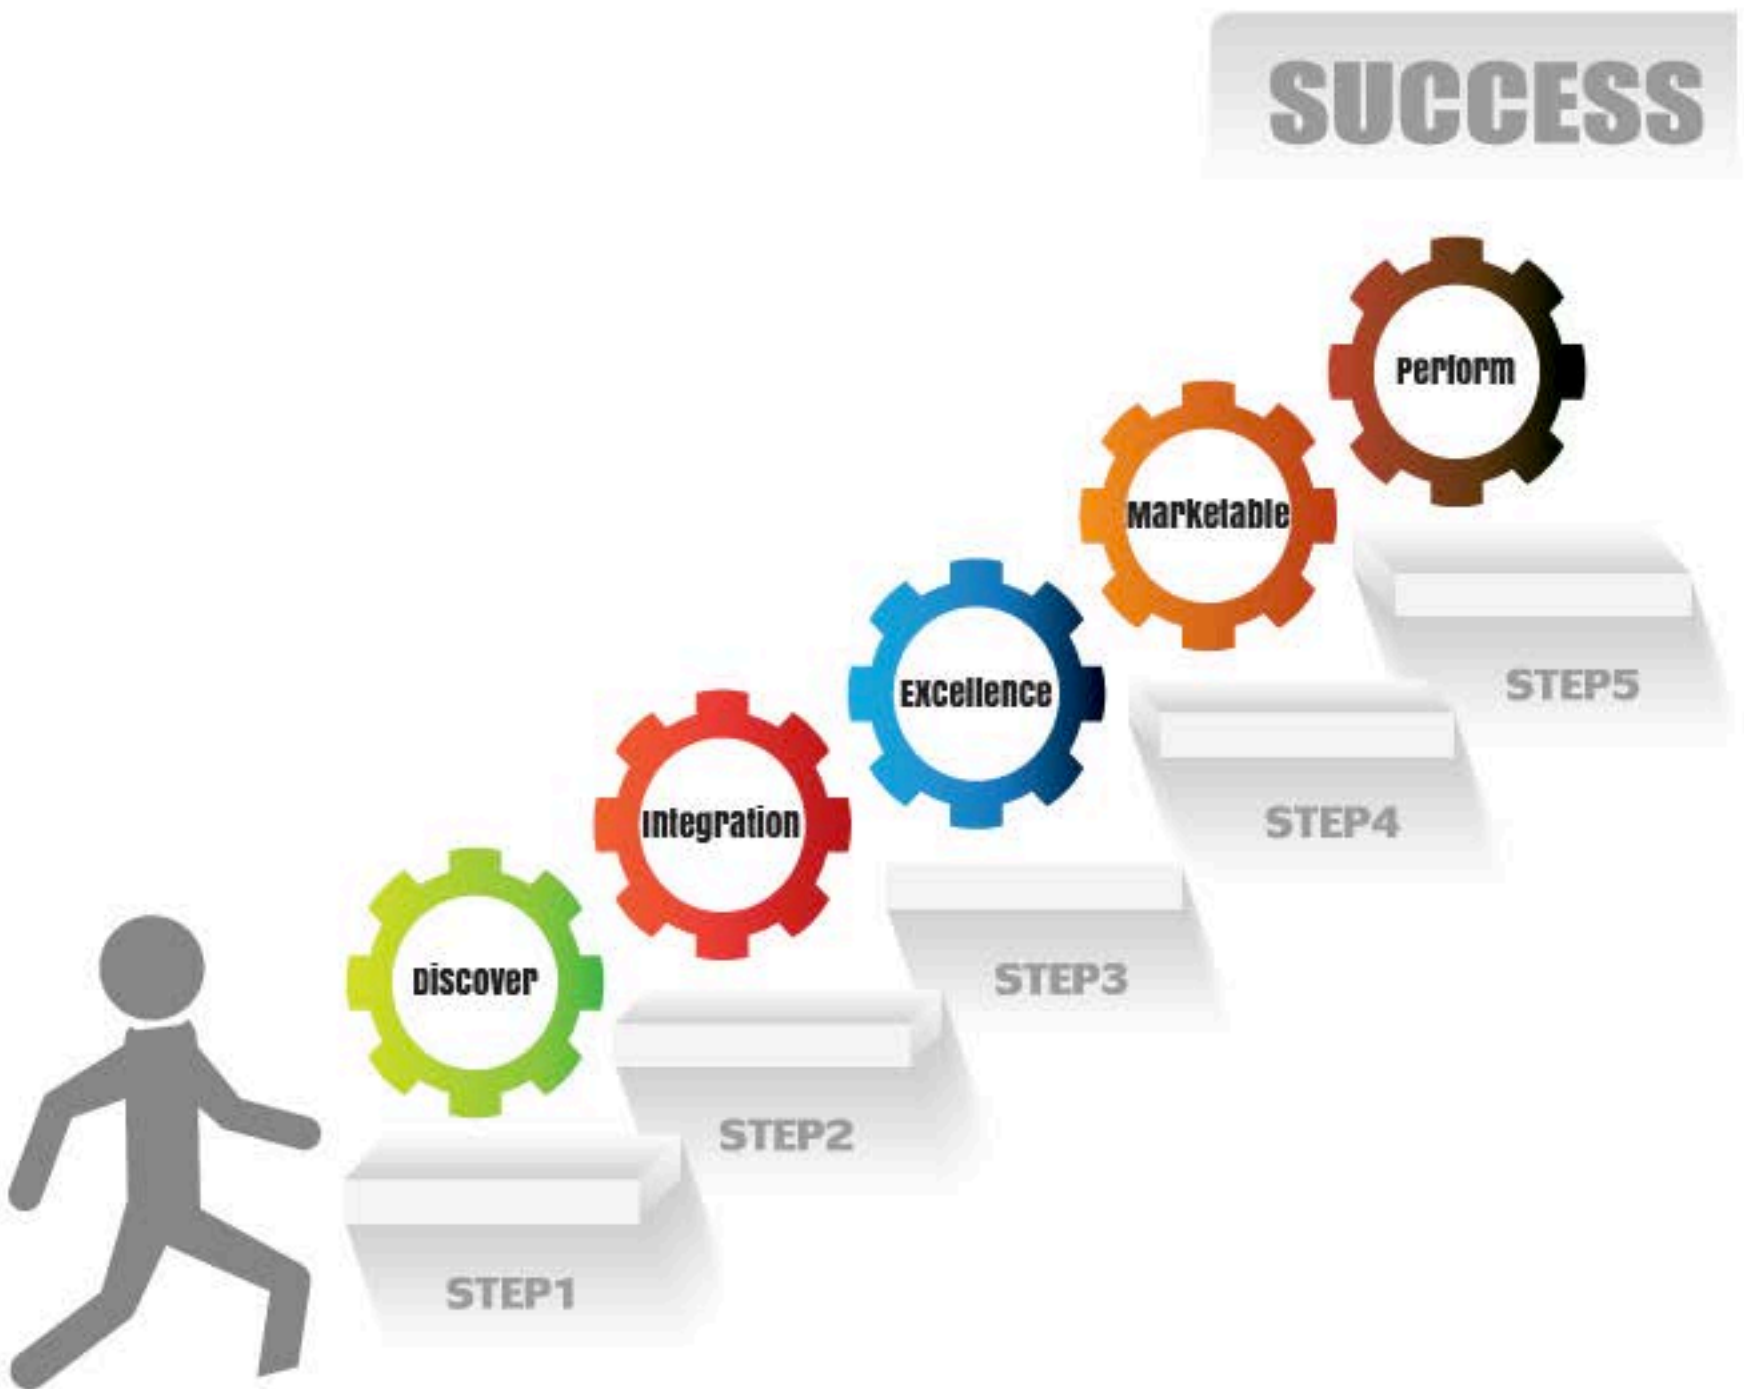 SUCCESS
Perform
Marketable
Excellence
Integration
Discover
STEP5
STEP4
STEP3
STEP2
STEP1